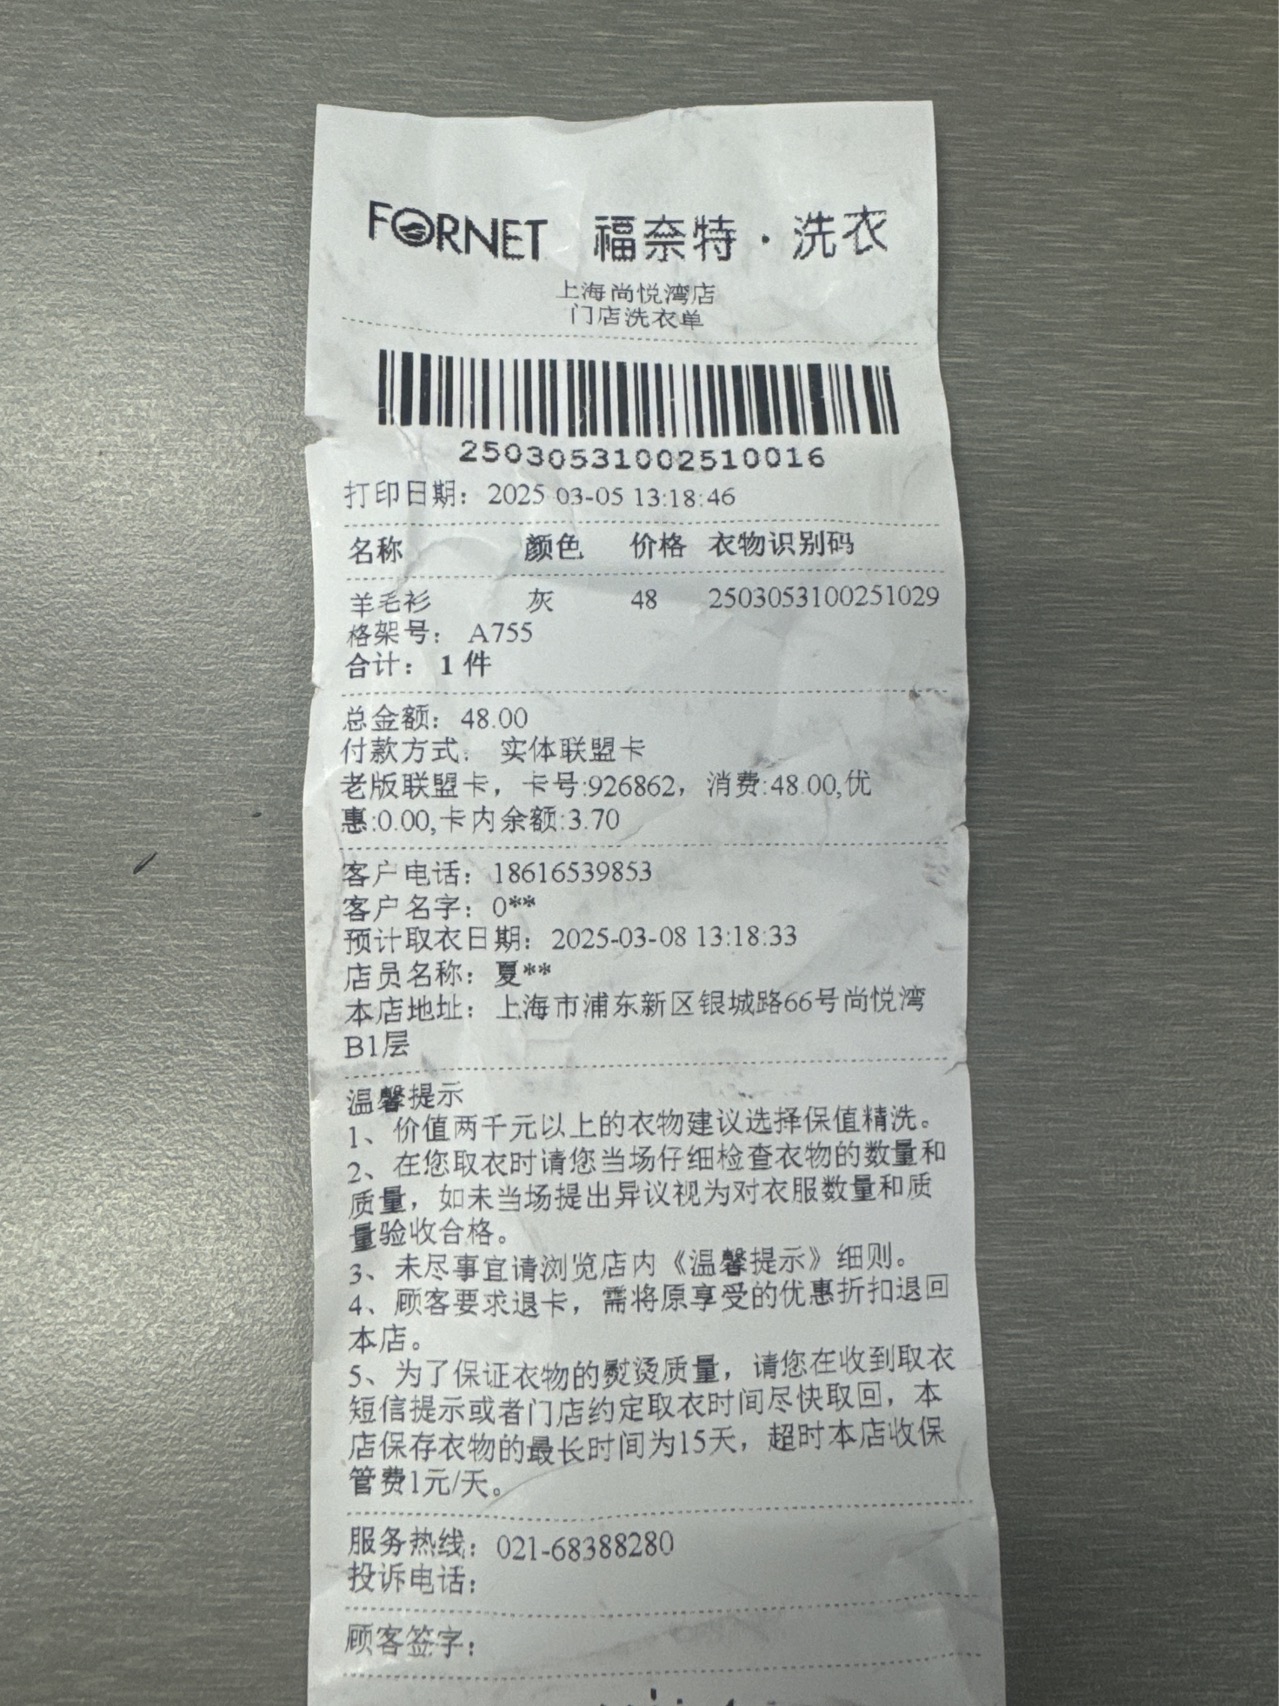 FORNET 福奈特·洗衣
上海尚悦湾店
门店洗衣单
25030531002510016
打印日期：2025-03-05 13:18:46
名称 颜色 价格 衣物识别码
羊毛衫 灰 48 2503053100251029
格架号：A755
合计：1 件
总金额：48.00
付款方式：实体联盟卡
老版联盟卡，卡号:926862，消费:48.00,优
惠:0.00,卡内余额:3.70
客户电话：18616539853
客户名字：0**
预计取衣日期：2025-03-08 13:18:33
店员名称：夏**
本店地址：上海市浦东新区银城路66号尚悦湾
B1层
温馨提示
1、价值两千元以上的衣物建议选择保值精洗。
2、在您取衣时请您当场仔细检查衣物的数量和
质量，如未当场提出异议视为对衣服数量和质
量验收合格。
3、未尽事宜请浏览店内《温馨提示》细则。
4、顾客要求退卡，需将原享受的优惠折扣退回
本店。
5、为了保证衣物的熨烫质量，请您在收到取衣
短信提示或者门店约定取衣时间尽快取回，本
店保存衣物的最长时间为15天，超时本店收保
管费1元/天。
服务热线：021-68388280
投诉电话：
顾客签字：